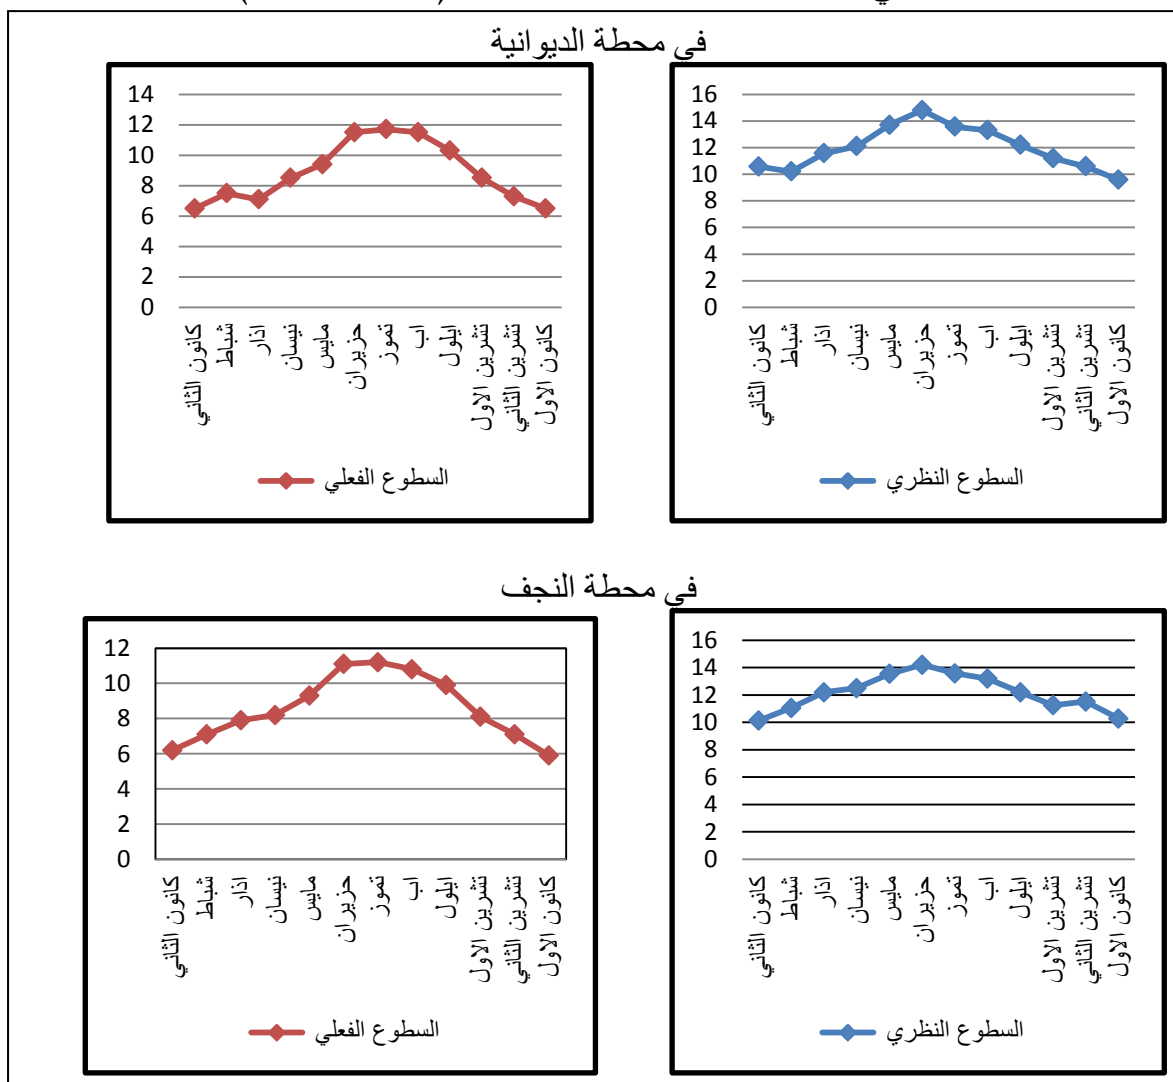 في
في محطة الديوانية
14
12
10
8
6
4
2
0
كانون الثاني
شباط
اذار
نيسان
مايس
حزيران
تموز
اب
ايلول
تشرين الاول
تشرين الثاني
كانون الاول
السطوع الفعلي
16
14
12
10
8
6
4
2
0
كانون الثاني
شباط
اذار
نيسان
مايس
حزيران
تموز
اب
ايلول
تشرين الاول
تشرين الثاني
كانون الاول
السطوع النظري
في محطة النجف
12
10
8
6
4
2
0
كانون الثاني
شباط
اذار
نيسان
مايس
حزيران
تموز
اب
ايلول
تشرين الاول
تشرين الثاني
كانون الاول
السطوع الفعلي
16
14
12
10
8
6
4
2
0
كانون الثاني
شباط
اذار
نيسان
مايس
حزيران
تموز
اب
ايلول
تشرين الاول
تشرين الثاني
كانون الاول
السطوع النظري